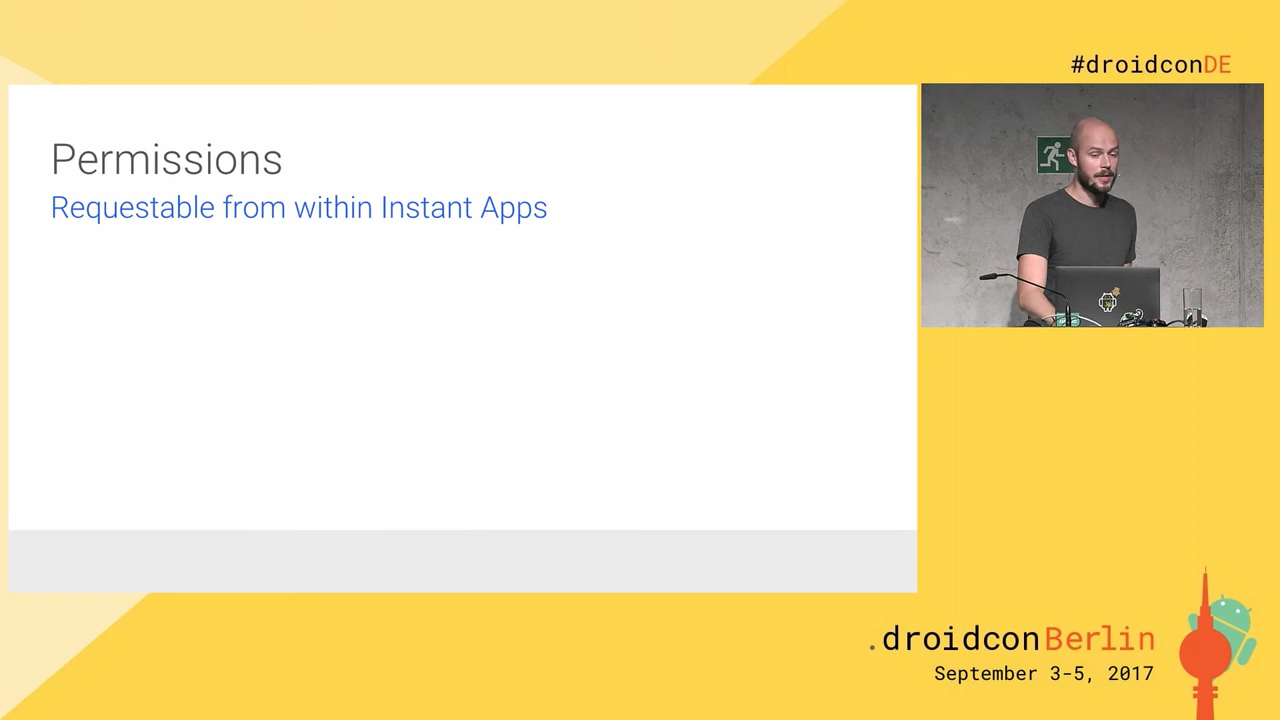 #droidconDE
Permissions
Requestable from within Instant Apps
.droidconBerlin
September 3-5, 2017